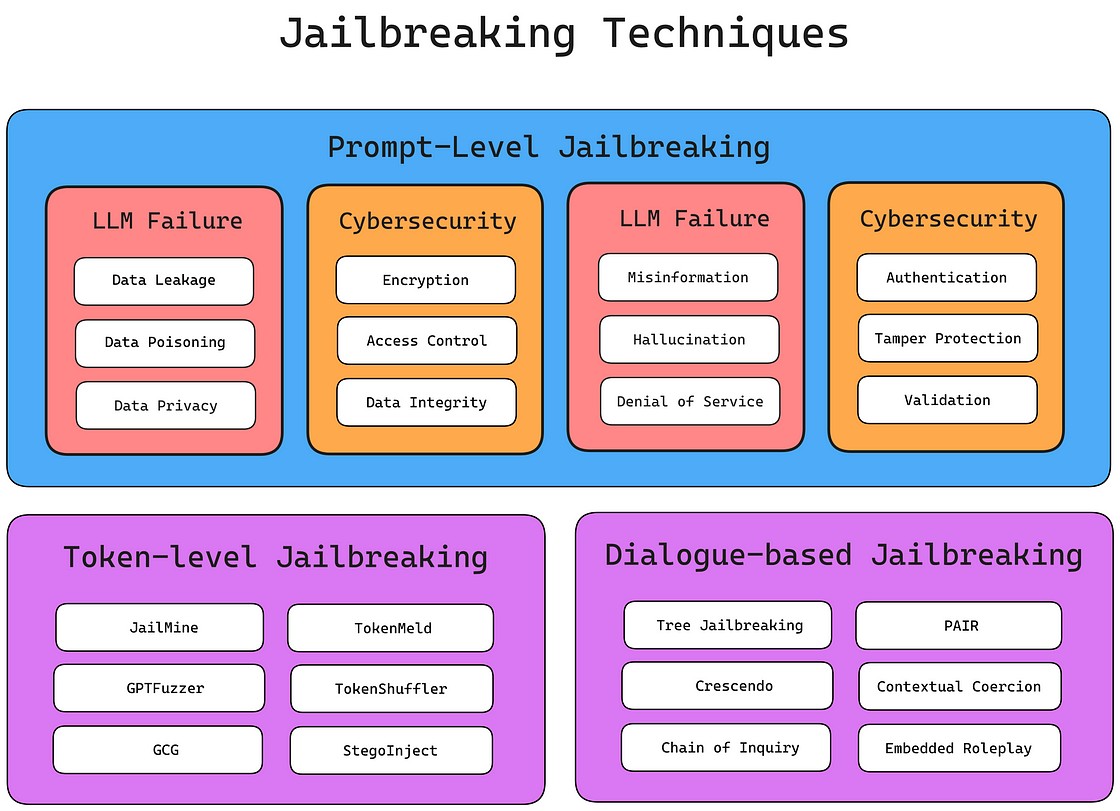 Jailbreaking Techniques
Prompt-Level Jailbreaking
LLM Failure
Data Leakage
Data Poisoning
Data Privacy
Cybersecurity
Encryption
Access Control
Data Integrity
LLM Failure
Misinformation
Hallucination
Denial of Service
Cybersecurity
Authentication
Tamper Protection
Validation
Token-level Jailbreaking
JailMine
TokenMeld
GPTFuzzer
TokenShuffler
GCG
StegoInject
Dialogue-based Jailbreaking
Tree Jailbreaking
PAIR
Crescendo
Contextual Coercion
Chain of Inquiry
Embedded Roleplay